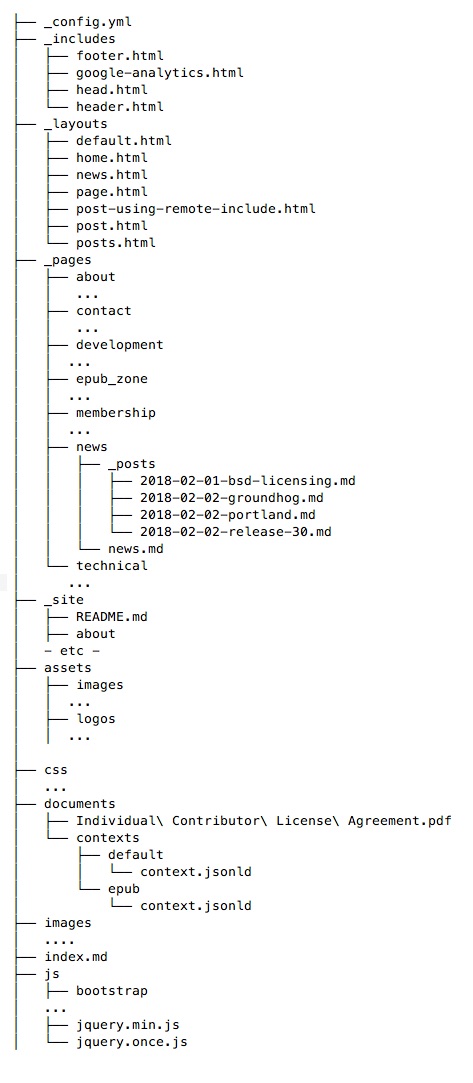 ├── _config.yml
├── _includes
│   ├── footer.html
│   ├── google-analytics.html
│   ├── head.html
│   └── header.html
├── _layouts
│   ├── default.html
│   ├── home.html
│   ├── news.html
│   ├── page.html
│   ├── post-using-remote-include.html
│   ├── post.html
│   └── posts.html
├── _pages
│   ├── about
│   │   ...
│   ├── contact
│   │   ...
│   ├── development
│   │  ...
│   ├── epub_zone
│   │  ...
│   ├── membership
│   │  ...
│   ├── news
│   │   ├── _posts
│   │   │   ├── 2018-02-01-bsd-licensing.md
│   │   │   ├── 2018-02-02-groundhog.md
│   │   │   ├── 2018-02-02-portland.md
│   │   │   └── 2018-02-02-release-30.md
│   │   └── news.md
│   └── technical
│      ...
├── _site
│   ├── README.md
│   ├── about
│   – etc –
├── assets
│   ├── images
│   │  ...
│   ├── logos
│   │  ...
│
├── css
│   ...
├── documents
│   ├── Individual\ Contributor\ License\ Agreement.pdf
│   └── contexts
│       ├── default
│       │   └── context.jsonld
│       └── epub
│           └── context.jsonld
├── images
│   ....
├── index.md
├── js
│   ├── bootstrap
│   ...
│   ├── jquery.min.js
│   └── jquery.once.js